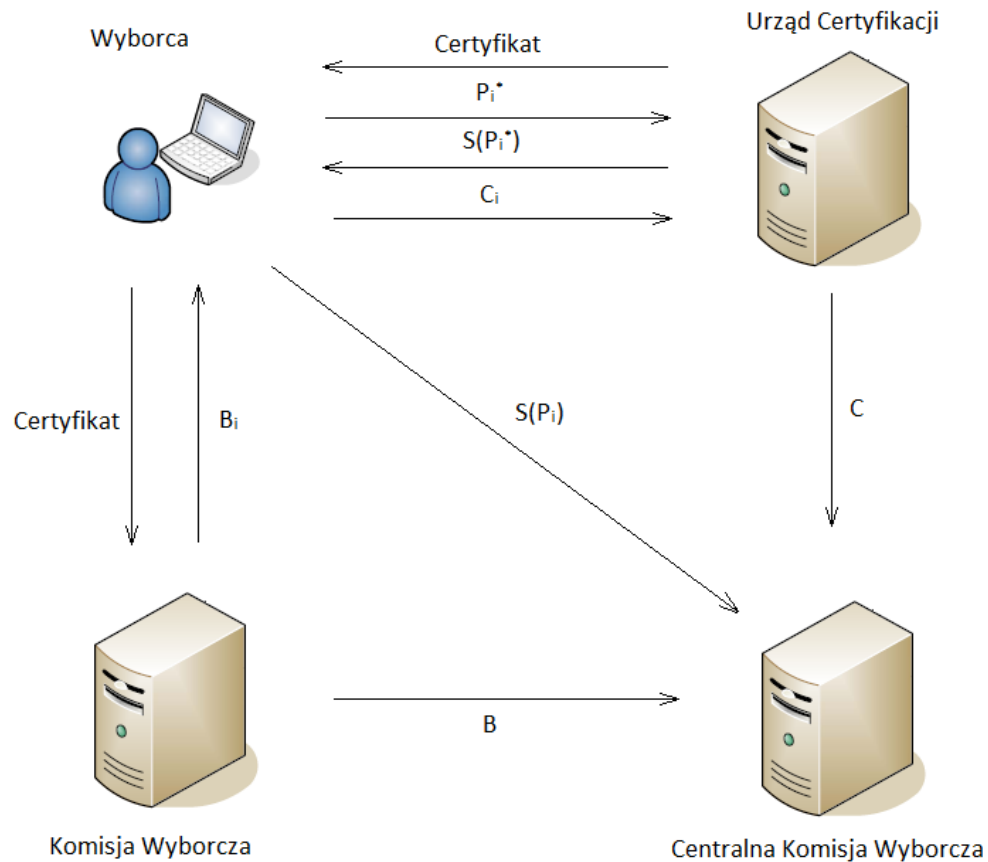 Urząd Certyfikacji
Wyborca
Certyfikat
Pᵢ*
S(Pᵢ*)
Cᵢ
Certyfikat
Bᵢ
S(Pᵢ)
C
B
Komisja Wyborcza
Centralna Komisja Wyborcza